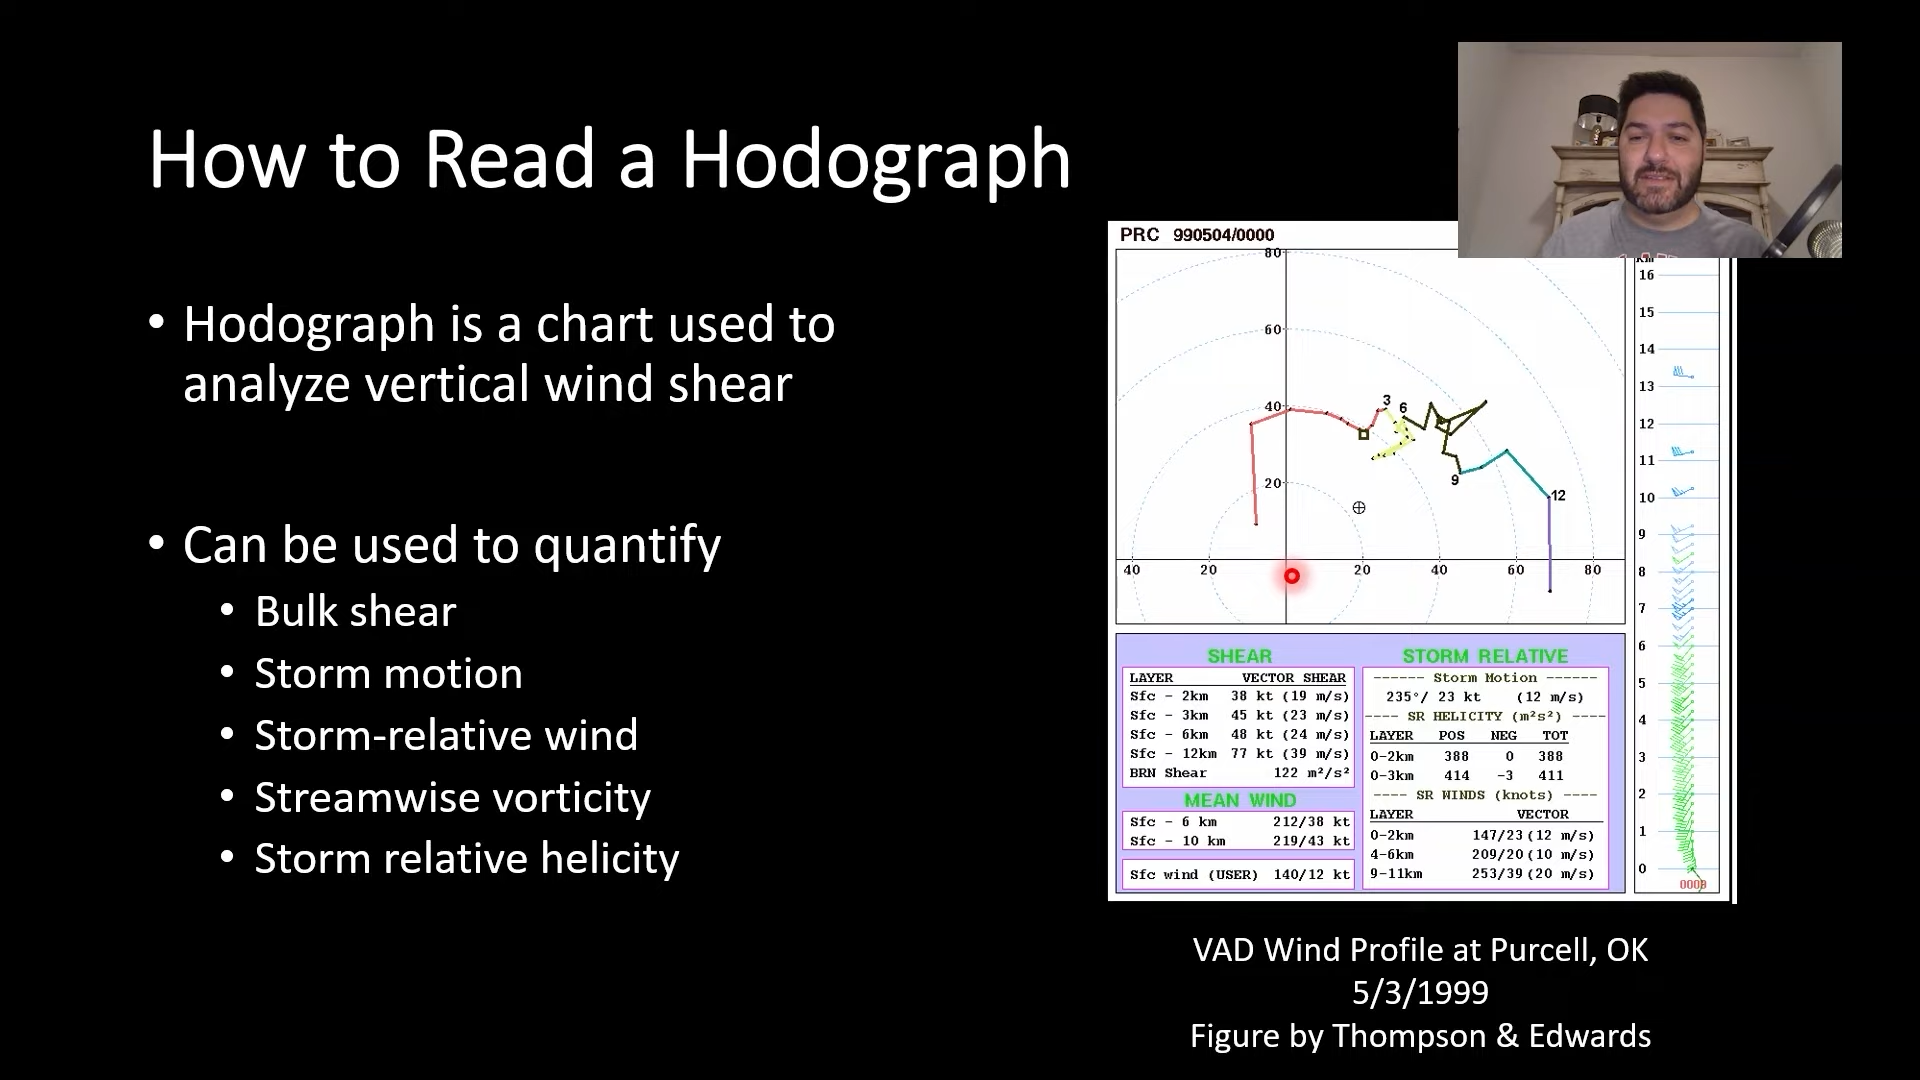 How to Read a Hodograph
• Hodograph is a chart used to
analyze vertical wind shear
• Can be used to quantify
• Bulk shear
• Storm motion
• Storm-relative wind
• Streamwise vorticity
• Storm relative helicity
PRC 990504/0000
80
60
40
20
3
6
9
12
40 20 20 40 60 80
SHEAR
LAYER VECTOR SHEAR
Sfc - 2km 38 kt (19 m/s)
Sfc - 3km 45 kt (23 m/s)
Sfc - 6km 48 kt (24 m/s)
Sfc - 12km 77 kt (39 m/s)
BRN Shear 122 m²/s²
MEAN WIND
Sfc - 6 km 212/38 kt
Sfc - 10 km 219/43 kt
Sfc wind (USER) 140/12 kt
STORM RELATIVE
------ Storm Motion ------
235°/ 23 kt (12 m/s)
---- SR HELICITY (m²s²) ----
LAYER POS NEG TOT
0-2km 388 0 388
0-3km 414 -3 411
---- SR WINDS (knots) ----
LAYER VECTOR
0-2km 147/23 (12 m/s)
4-6km 209/20 (10 m/s)
9-11km 253/39 (20 m/s)
16
15
14
13
12
11
10
9
8
7
6
5
4
3
2
1
0
VAD Wind Profile at Purcell, OK
5/3/1999
Figure by Thompson & Edwards